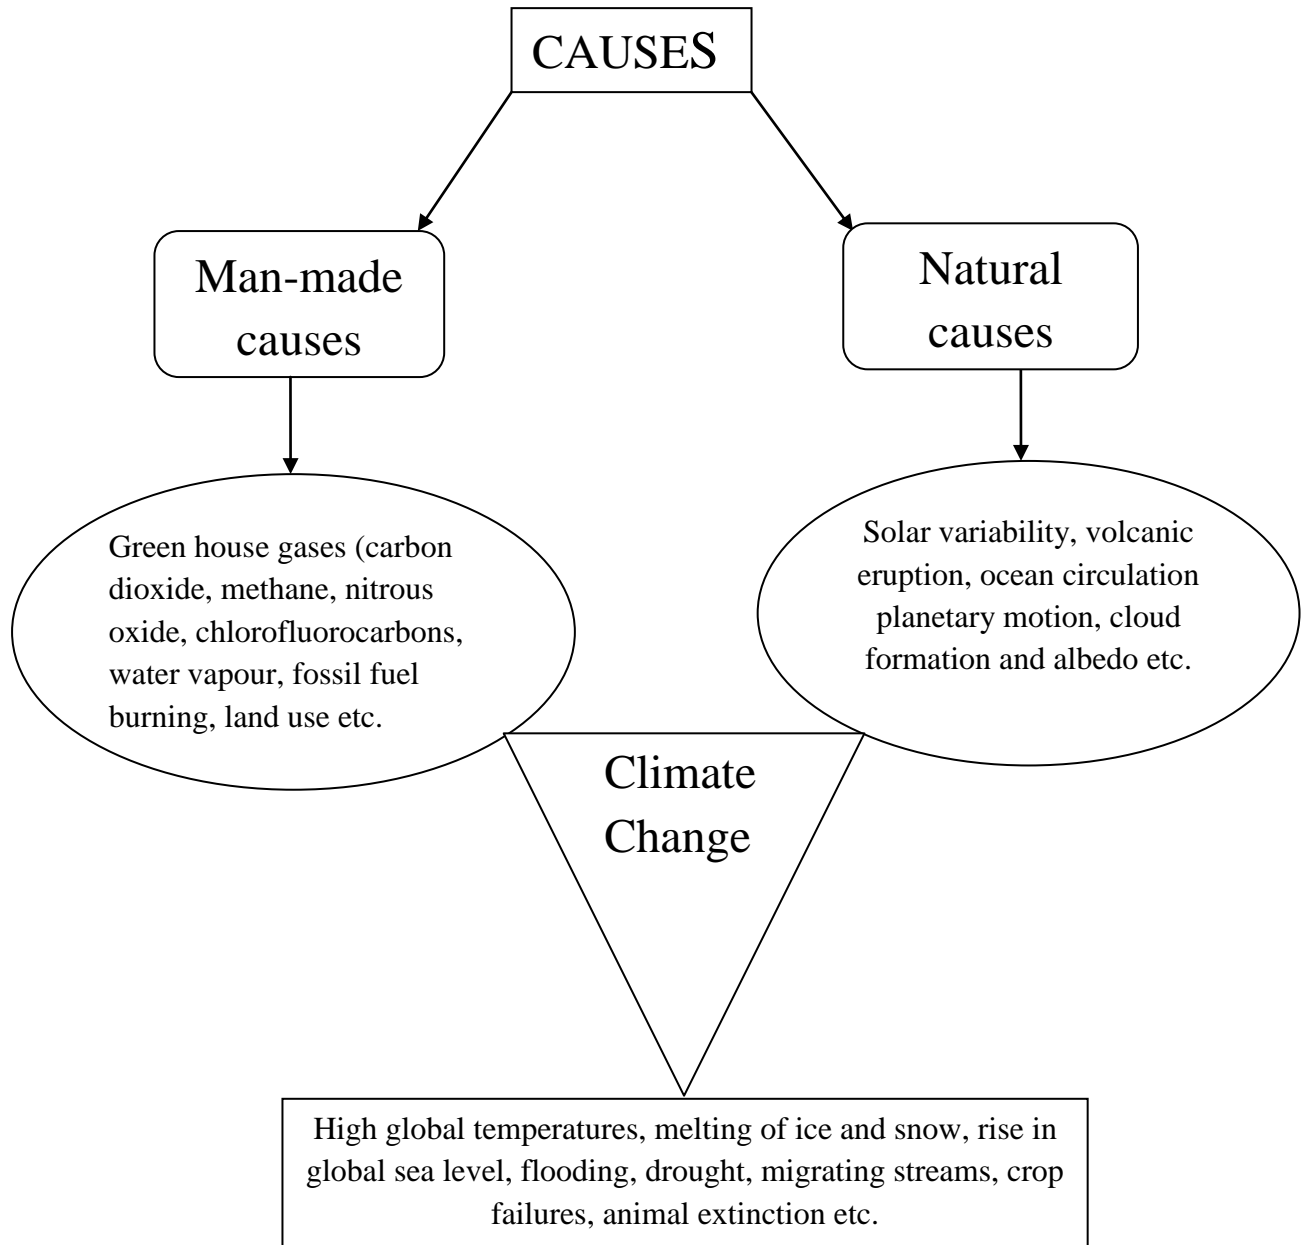 CAUSES
Man-made
causes
Natural
causes
Green house gases (carbon
dioxide, methane, nitrous
oxide, chlorofluorocarbons,
water vapour, fossil fuel
burning, land use etc.
Solar variability, volcanic
eruption, ocean circulation
planetary motion, cloud
formation and albedo etc.
Climate
Change
High global temperatures, melting of ice and snow, rise in
global sea level, flooding, drought, migrating streams, crop
failures, animal extinction etc.